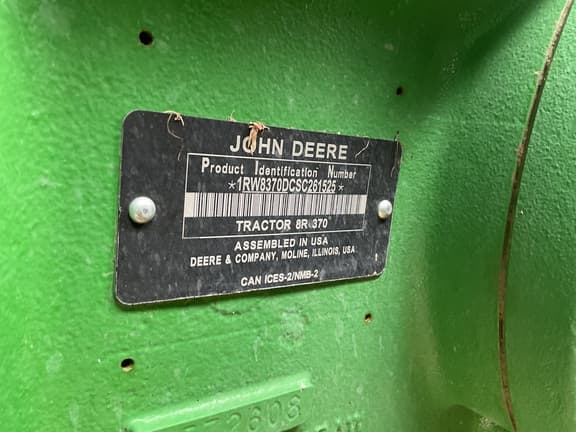 JOHN DEERE
Product Identification Number
*1RW8370DCSC261525*
TRACTOR 8R 370
ASSEMBLED IN USA
DEERE & COMPANY, MOLINE, ILLINOIS, USA
CAN ICES-2/NMB-2